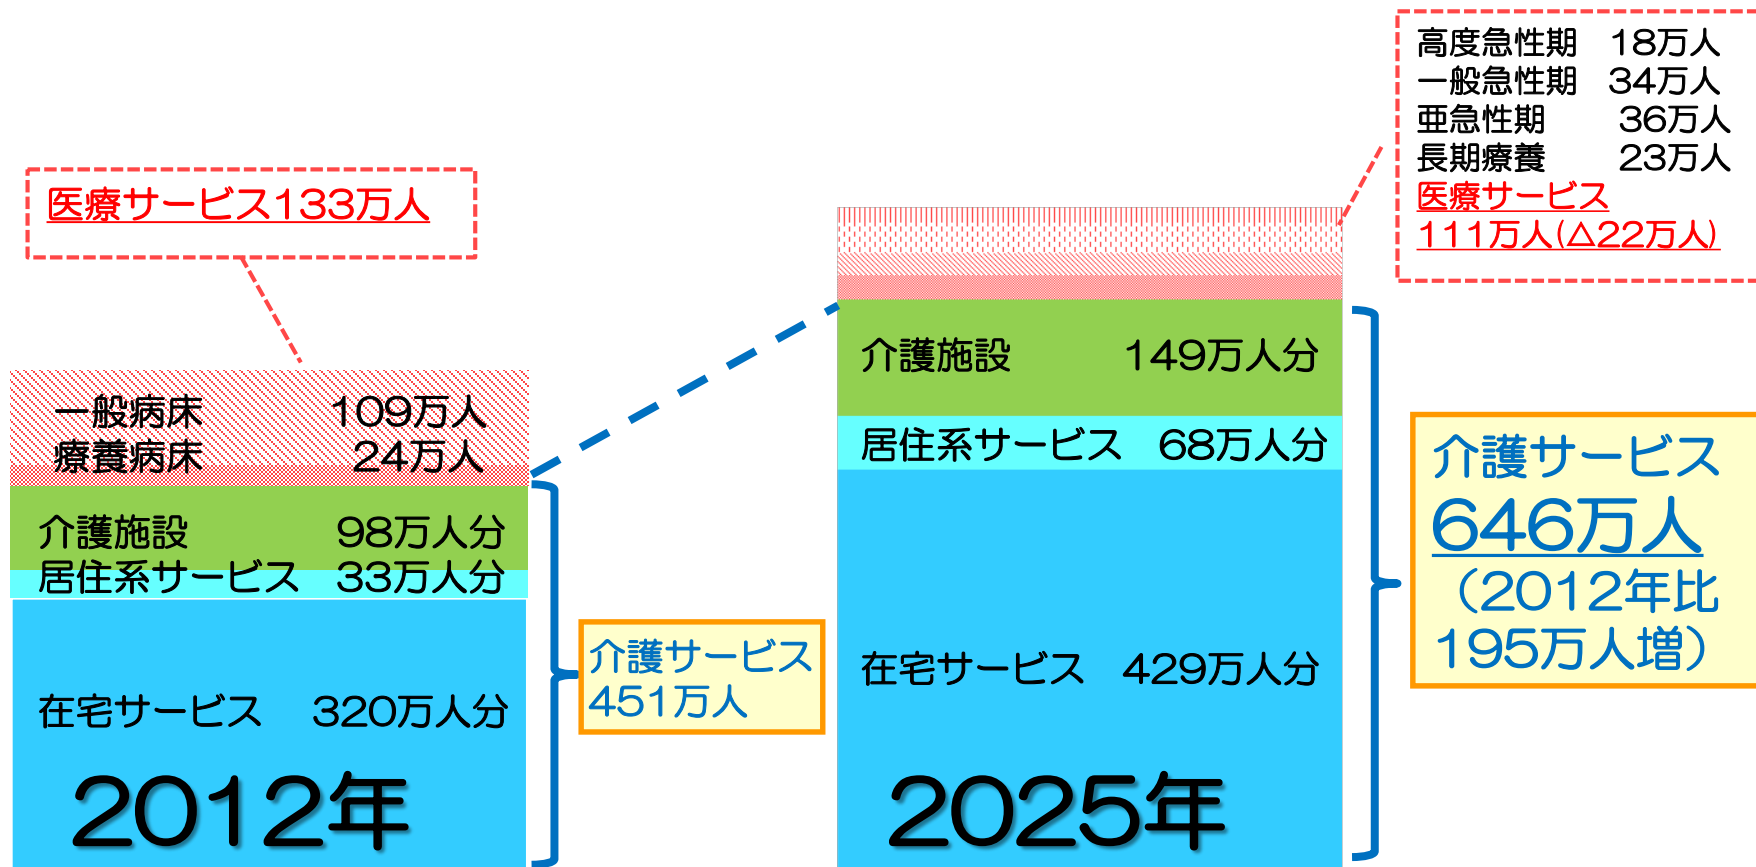 医療サービス133万人
一般病床　109万人
療養病床　24万人
介護施設　98万人分
居住系サービス　33万人分
在宅サービス　320万人分
2012年
介護サービス
451万人
高度急性期　18万人
一般急性期　34万人
亜急性期　36万人
長期療養　23万人
医療サービス
111万人(△22万人)
介護施設　149万人分
居住系サービス　68万人分
在宅サービス　429万人分
2025年
介護サービス
646万人
（2012年比
195万人増）